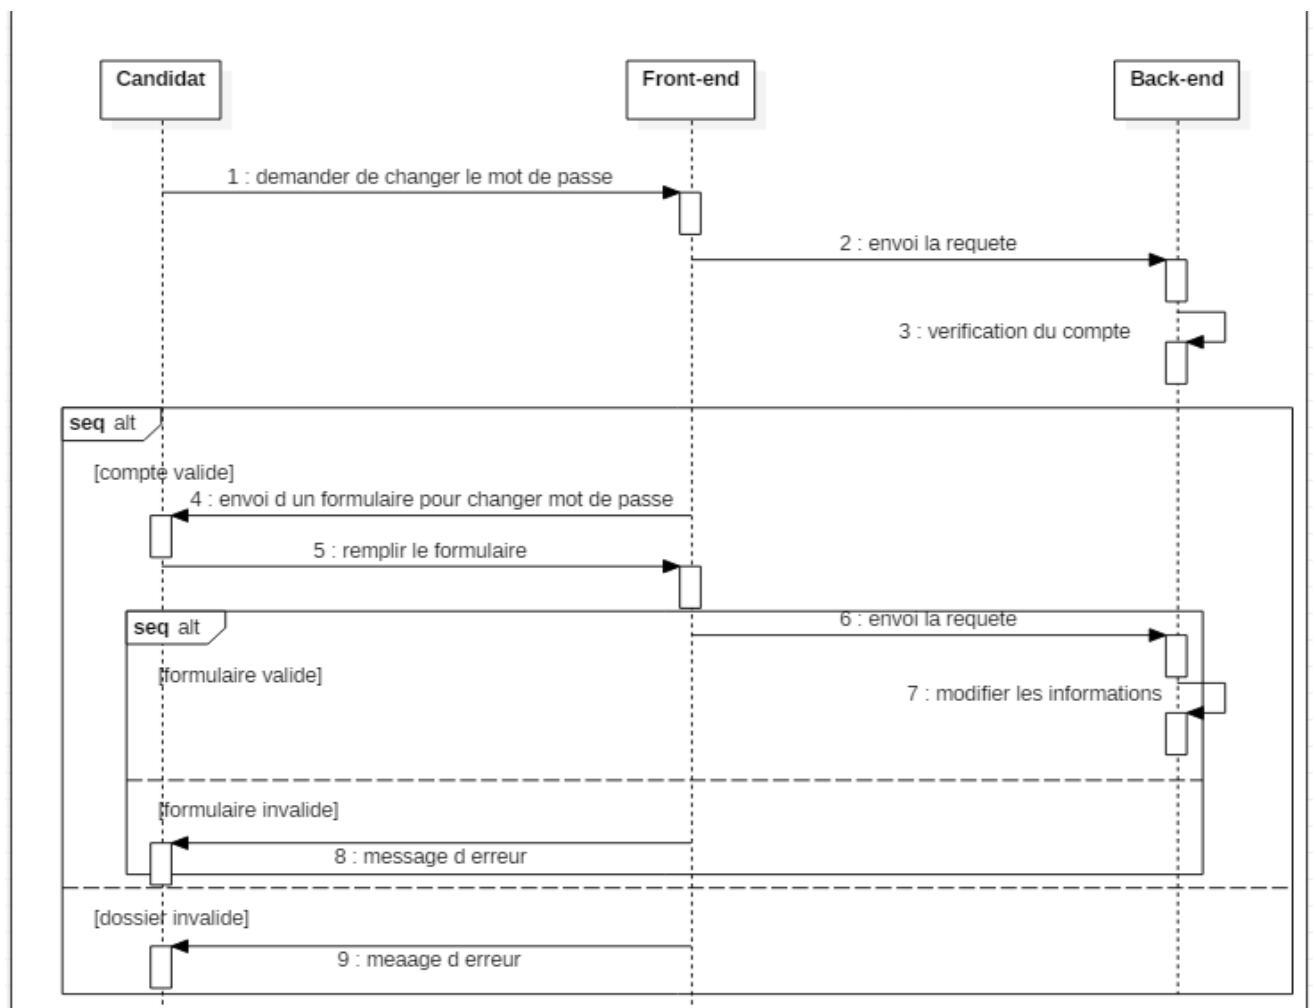 Candidat
Front-end
Back-end
1 : demander de changer le mot de passe
2 : envoi la requete
3 : verification du compte
seq alt
[compte valide]
4 : envoi d un formulaire pour changer mot de passe
5 : remplir le formulaire
seq alt
6 : envoi la requete
[formulaire valide]
7 : modifier les informations
[formulaire invalide]
8 : message d erreur
[dossier invalide]
9 : meaage d erreur